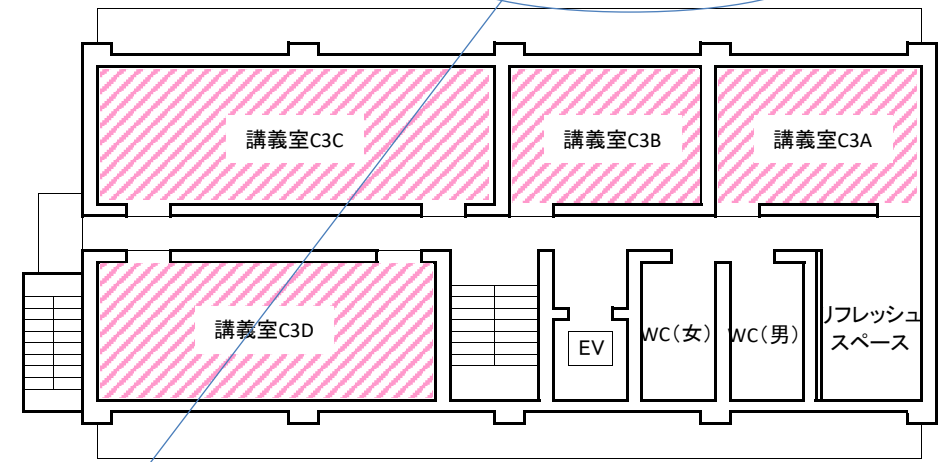 講義室C3C
講義室C3B
講義室C3A
講義室C3D
EV
WC(女)
WC(男)
リフレッシュ
スペース